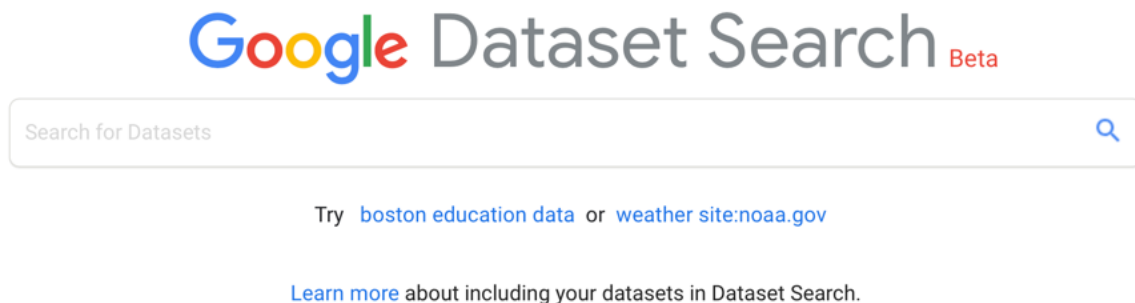 Google Dataset Search Beta
Search for Datasets
Try boston education data or weather site:noaa.gov
Learn more about including your datasets in Dataset Search.